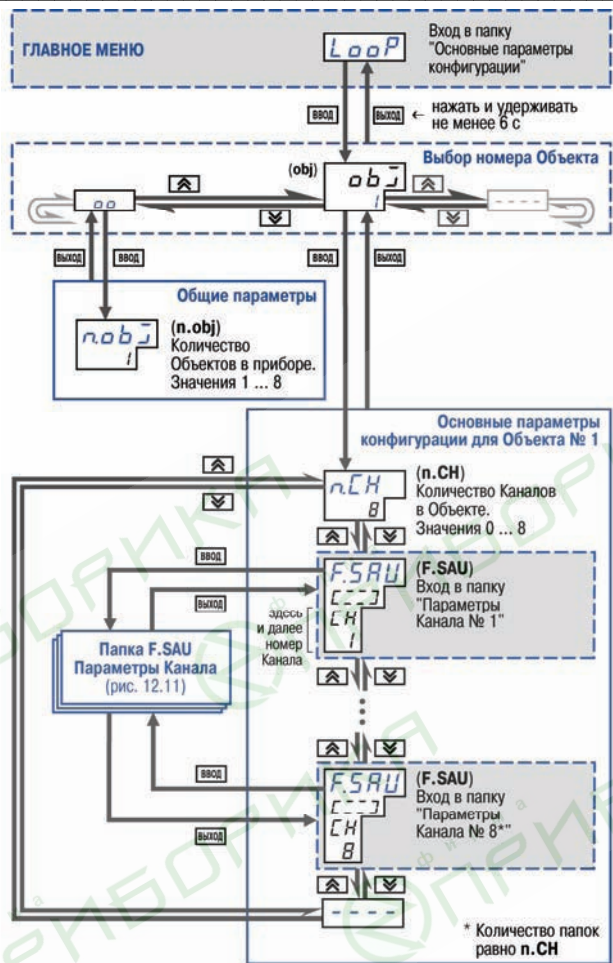 ГЛАВНОЕ МЕНЮ
LooP
Вход в папку
"Основные параметры
конфигурации"
ВВОД
ВЫХОД
← нажать и удерживать
не менее 6 с
Выбор номера Объекта
(obj)
obJ
1
oo
- - - -
ВЫХОД
ВВОД
ВВОД
ВЫХОД
Общие параметры
n.obJ
1
(n.obj)
Количество
Объектов в приборе.
Значения 1 ... 8
Основные параметры
конфигурации для Объекта № 1
n.CH
8
(n.CH)
Количество Каналов
в Объекте.
Значения 0 ... 8
ВВОД
ВЫХОД
F.SAU
[---]
CH
1
(F.SAU)
Вход в папку
"Параметры
Канала № 1"
здесь
и далее
номер
Канала
Папка F.SAU
Параметры Канала
(рис. 12.11)
ВВОД
ВЫХОД
F.SAU
[---]
CH
8
(F.SAU)
Вход в папку
"Параметры
Канала № 8*"
- - - -
* Количество папок
равно n.CH
ПРИБОРИКА